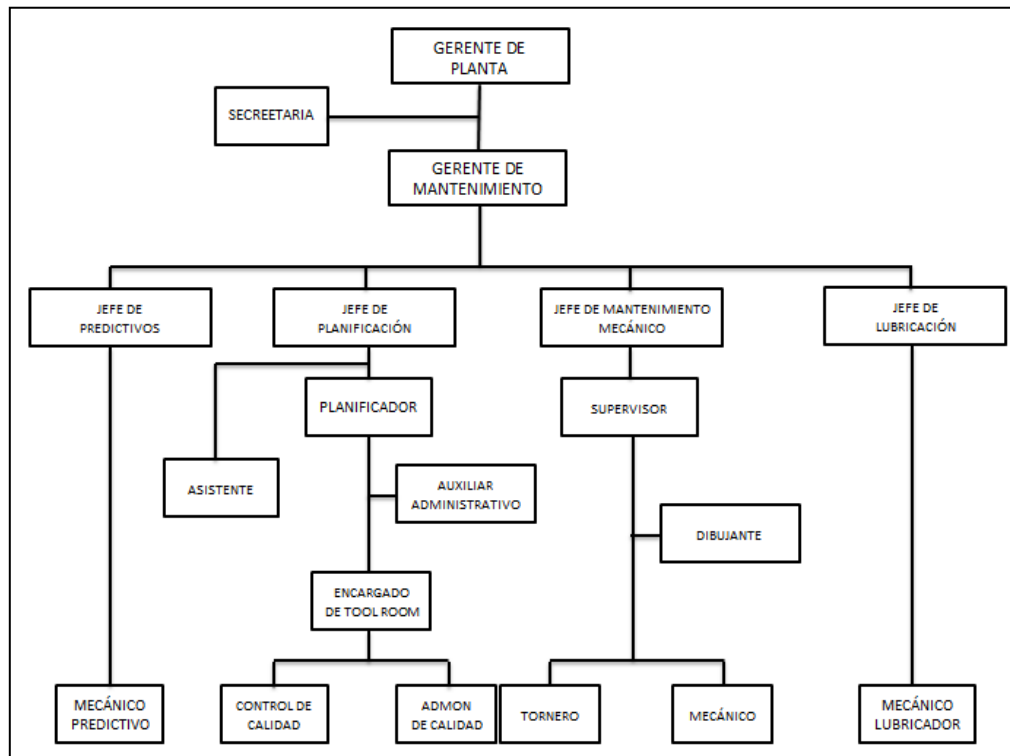 GERENTE DE
PLANTA
SECREETARIA
GERENTE DE
MANTENIMIENTO
JEFE DE
PREDICTIVOS
JEFE DE
PLANIFICACIÓN
JEFE DE MANTENIMIENTO
MECÁNICO
JEFE DE
LUBRICACIÓN
PLANIFICADOR
SUPERVISOR
ASISTENTE
AUXILIAR
ADMINISTRATIVO
DIBUJANTE
ENCARGADO
DE TOOL ROOM
MECÁNICO
PREDICTIVO
CONTROL DE
CALIDAD
ADMON
DE CALIDAD
TORNERO
MECÁNICO
MECÁNICO
LUBRICADOR